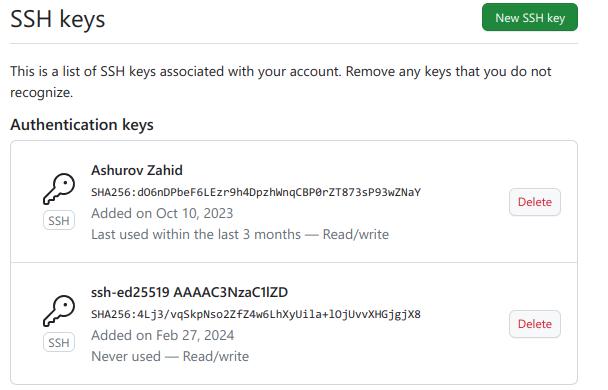 SSH keys
New SSH key
This is a list of SSH keys associated with your account. Remove any keys that you do not
recognize.
Authentication keys
Ashurov Zahid
SHA256:dO6nDPbeF6LEzr9h4DpzhWnqCBP0rZT873sP93wZNaY
SSH
Added on Oct 10, 2023
Last used within the last 3 months — Read/write
Delete
ssh-ed25519 AAAAC3NzaC1lZD
SHA256:4Lj3/vqSkpNso2ZfZ4w6LhXyUila+lOjUvvXHGjgjX8
SSH
Added on Feb 27, 2024
Never used — Read/write
Delete